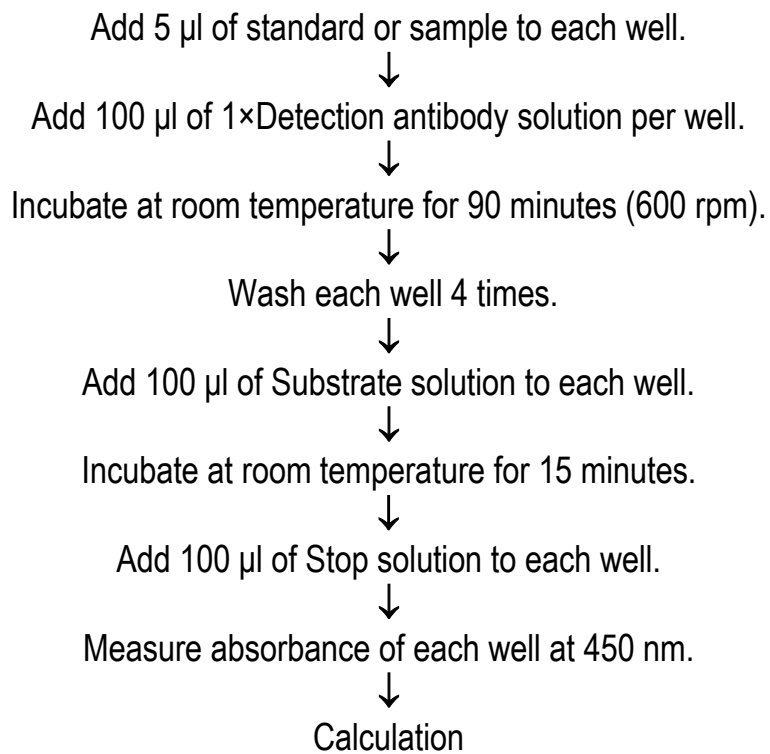 Add 5 µl of standard or sample to each well.
↓
Add 100 µl of 1×Detection antibody solution per well.
↓
Incubate at room temperature for 90 minutes (600 rpm).
↓
Wash each well 4 times.
↓
Add 100 µl of Substrate solution to each well.
↓
Incubate at room temperature for 15 minutes.
↓
Add 100 µl of Stop solution to each well.
↓
Measure absorbance of each well at 450 nm.
↓
Calculation